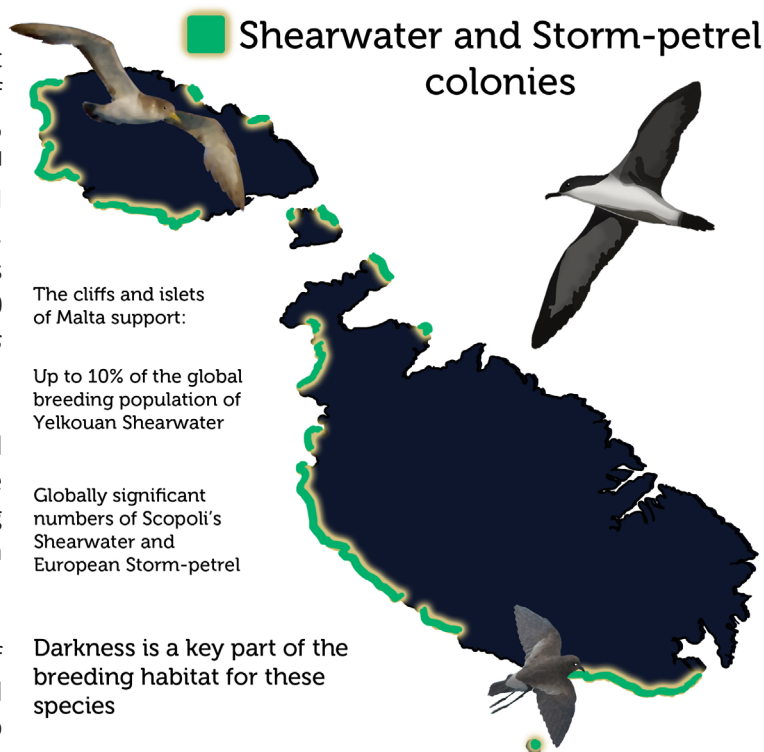 Shearwater and Storm-petrel
colonies
The cliffs and islets
of Malta support:
Up to 10% of the global
breeding population of
Yelkouan Shearwater
Globally significant
numbers of Scopoli's
Shearwater and
European Storm-petrel
Darkness is a key part of the
breeding habitat for these
species